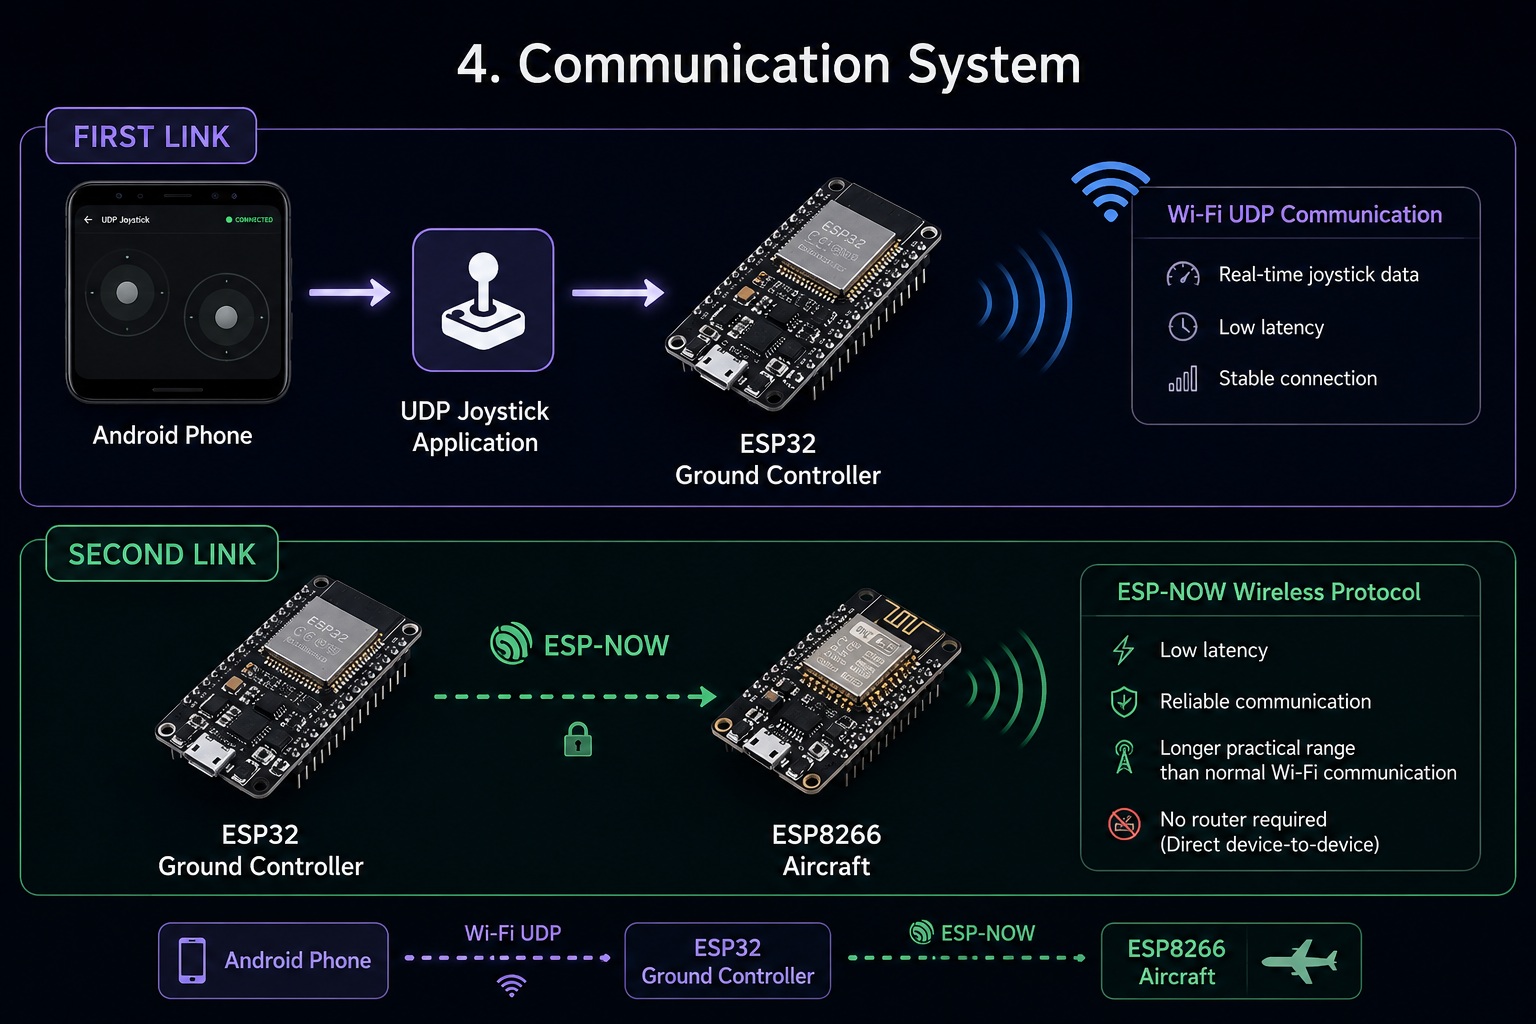 4. Communication System
FIRST LINK
UDP Joystick
CONNECTED
Android Phone
UDP Joystick
Application
ESP32
ESP32
Ground Controller
Wi-Fi UDP Communication
Real-time joystick data
Low latency
Stable connection
SECOND LINK
ESP32
ESP32
Ground Controller
ESP-NOW
ESP8266
Aircraft
ESP-NOW Wireless Protocol
Low latency
Reliable communication
Longer practical range
than normal Wi-Fi communication
No router required
(Direct device-to-device)
Android Phone
Wi-Fi UDP
ESP32
Ground Controller
ESP-NOW
ESP8266
Aircraft